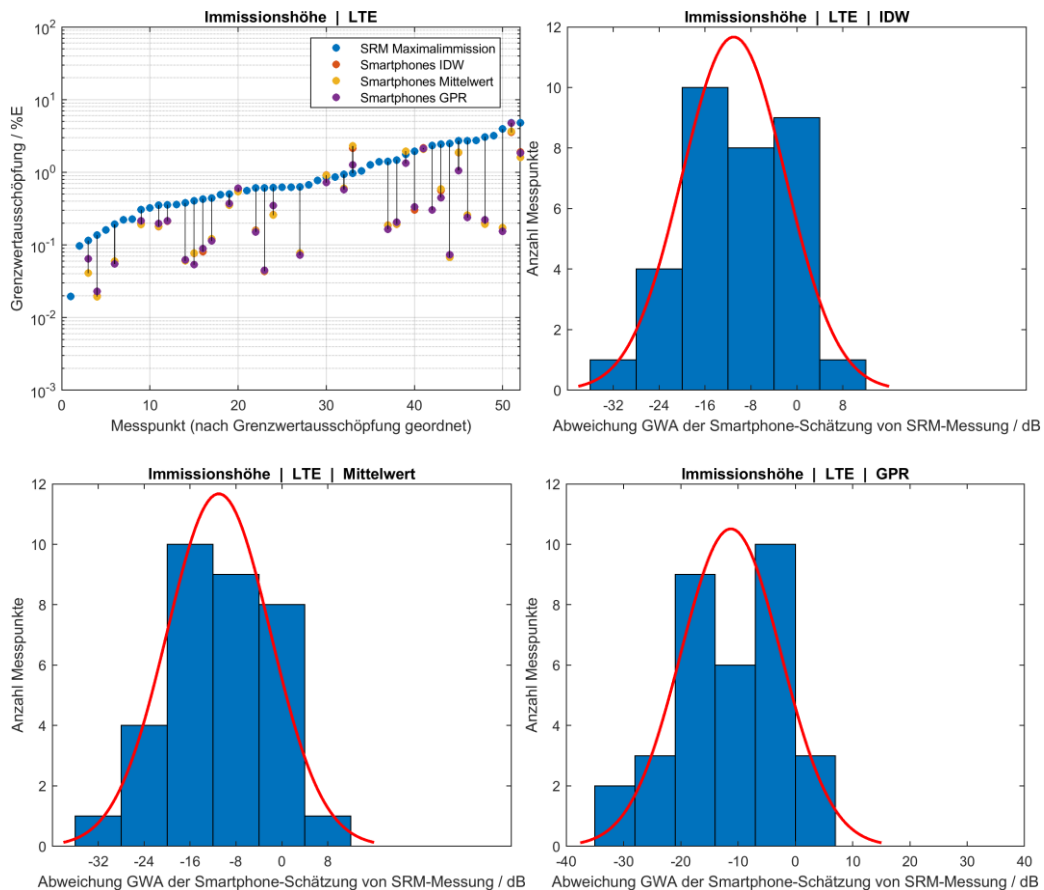 Immissionshöhe | LTE
Grenzwertausschöpfung / %E
10^2
10^1
10^0
10^-1
10^-2
10^-3
SRM Maximalimmission
Smartphones IDW
Smartphones Mittelwert
Smartphones GPR
0 10 20 30 40 50
Messpunkt (nach Grenzwertausschöpfung geordnet)
Immissionshöhe | LTE | IDW
Anzahl Messpunkte
12
10
8
6
4
2
0
-32 -24 -16 -8 0 8
Abweichung GWA der Smartphone-Schätzung von SRM-Messung / dB
Immissionshöhe | LTE | Mittelwert
Anzahl Messpunkte
12
10
8
6
4
2
0
-32 -24 -16 -8 0 8
Abweichung GWA der Smartphone-Schätzung von SRM-Messung / dB
Immissionshöhe | LTE | GPR
Anzahl Messpunkte
12
10
8
6
4
2
0
-40 -30 -20 -10 0 10 20 30 40
Abweichung GWA der Smartphone-Schätzung von SRM-Messung / dB